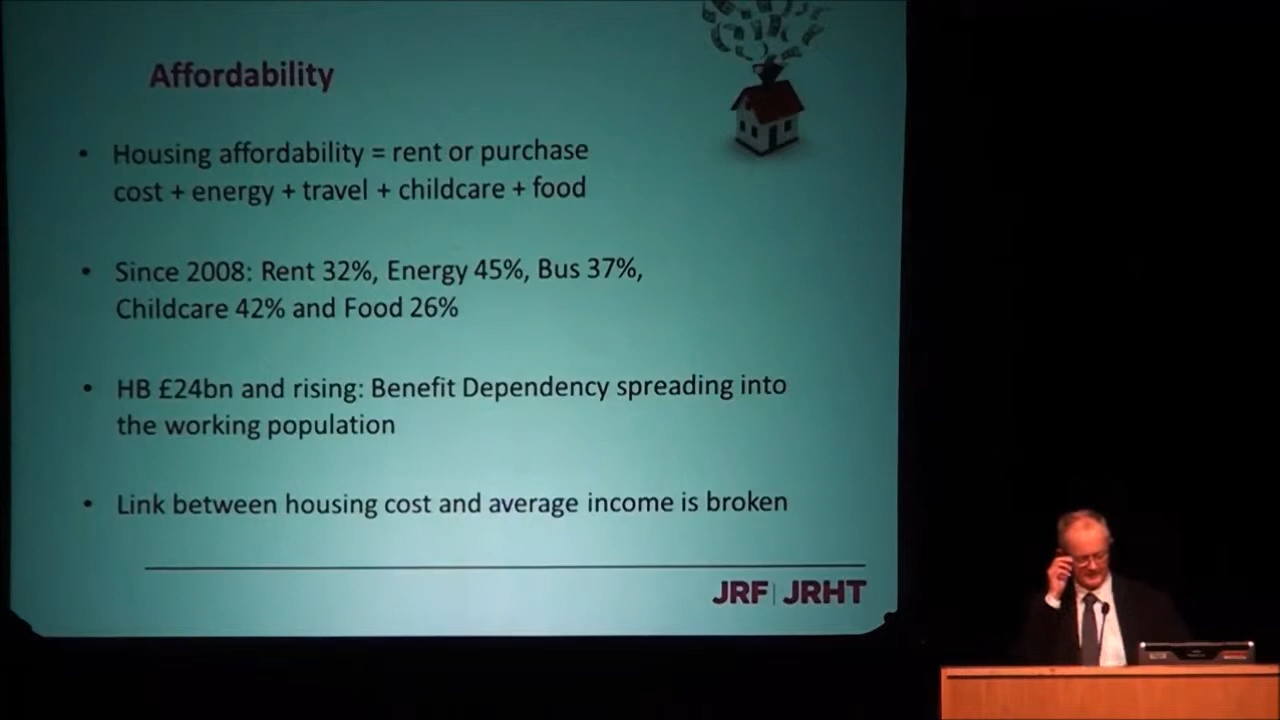 Affordability
• Housing affordability = rent or purchase
cost + energy + travel + childcare + food
• Since 2008: Rent 32%, Energy 45%, Bus 37%,
Childcare 42% and Food 26%
• HB £24bn and rising: Benefit Dependency spreading into
the working population
• Link between housing cost and average income is broken
JRF | JRHT